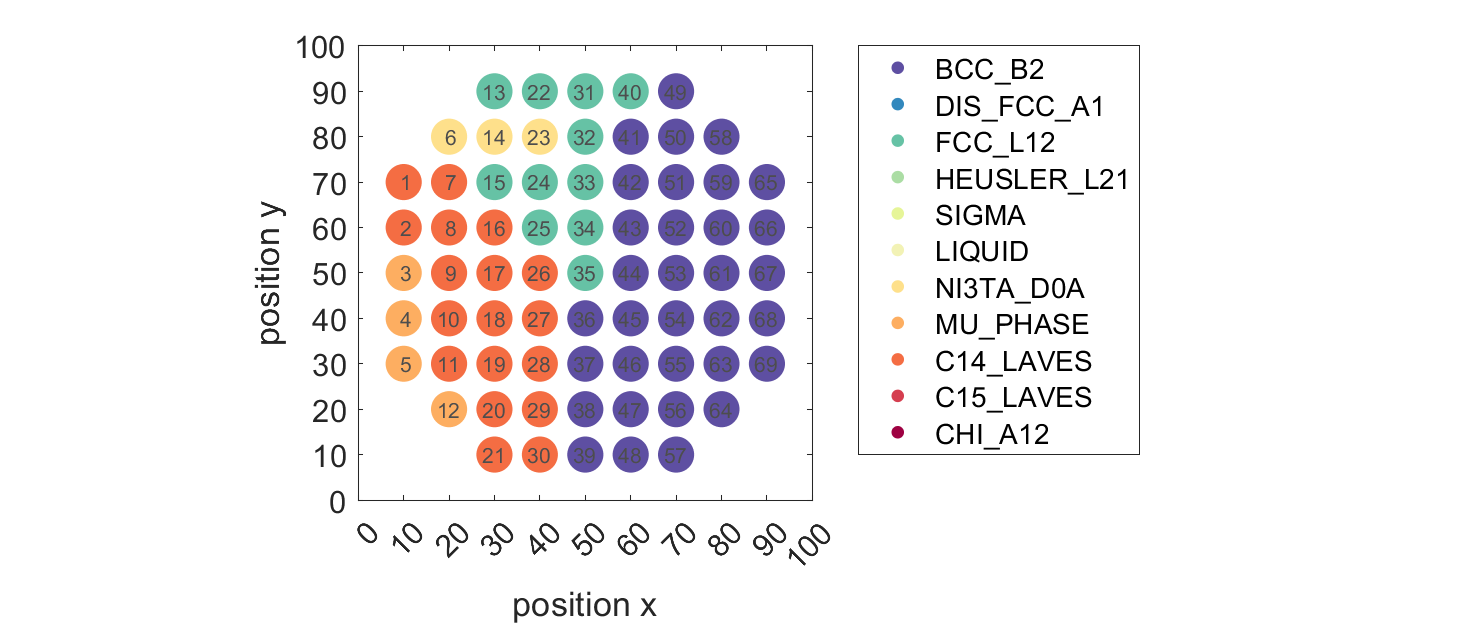 100
90 13 22 31 40 49
80 6 14 23 32 41 50 58
70 1 7 15 24 33 42 51 59 65
60 2 8 16 25 34 43 52 60 66
50 3 9 17 26 35 44 53 61 67
40 4 10 18 27 36 45 54 62 68
30 5 11 19 28 37 46 55 63 69
20 12 20 29 38 47 56 64
10 21 30 39 48 57
0
position y
0 10 20 30 40 50 60 70 80 90 100
position x
BCC_B2
DIS_FCC_A1
FCC_L12
HEUSLER_L21
SIGMA
LIQUID
NI3TA_D0A
MU_PHASE
C14_LAVES
C15_LAVES
CHI_A12